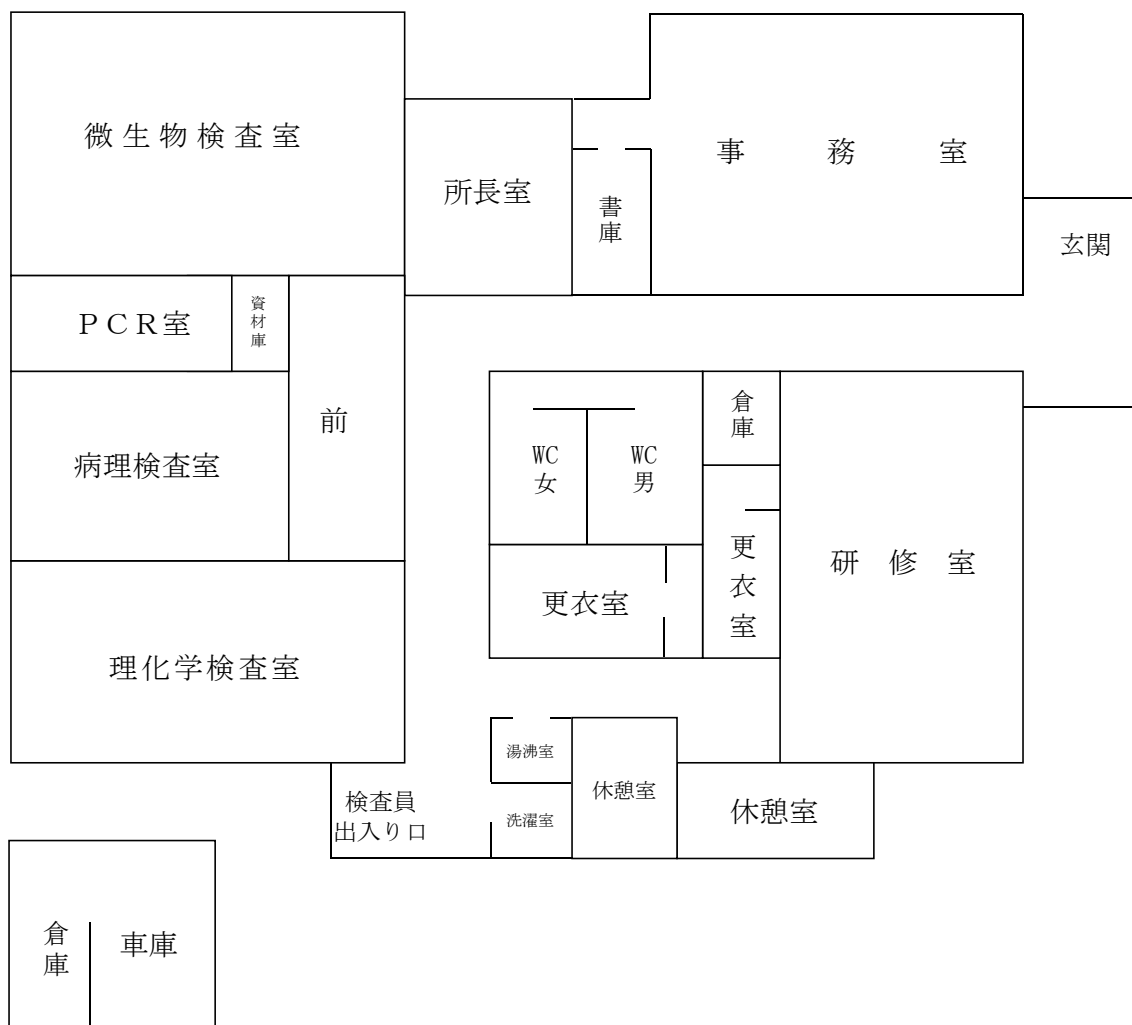 微生物検査室
事務室
所長室
書庫
玄関
PCR室
資材庫
前
倉庫
病理検査室
WC
女
WC
男
更衣室
研修室
更衣室
理化学検査室
湯沸室
休憩室
検査員
出入り口
洗濯室
休憩室
倉庫
車庫